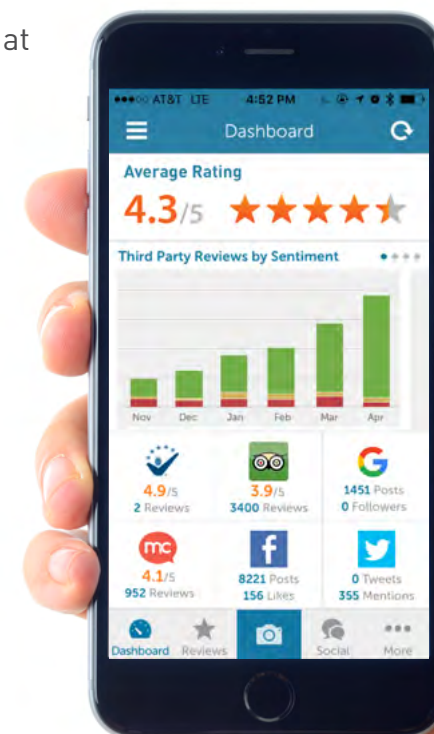 at
AT&T LTE 4:52 PM
Dashboard
Average Rating
4.3/5
Third Party Reviews by Sentiment
Nov Dec Jan Feb Mar Apr
4.9/5 3.9/5 1451 Posts
2 Reviews 3400 Reviews 0 Followers
mc f
4.1/5 8221 Posts 0 Tweets
952 Reviews 156 Likes 355 Mentions
Dashboard Reviews Social More